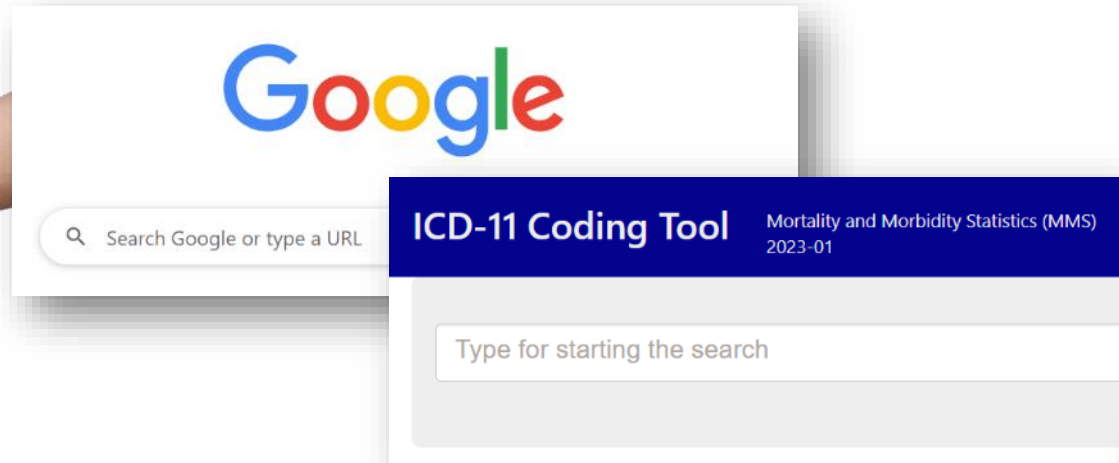 Google
Search Google or type a URL
ICD-11 Coding Tool
Mortality and Morbidity Statistics (MMS)
2023-01
Type for starting the search